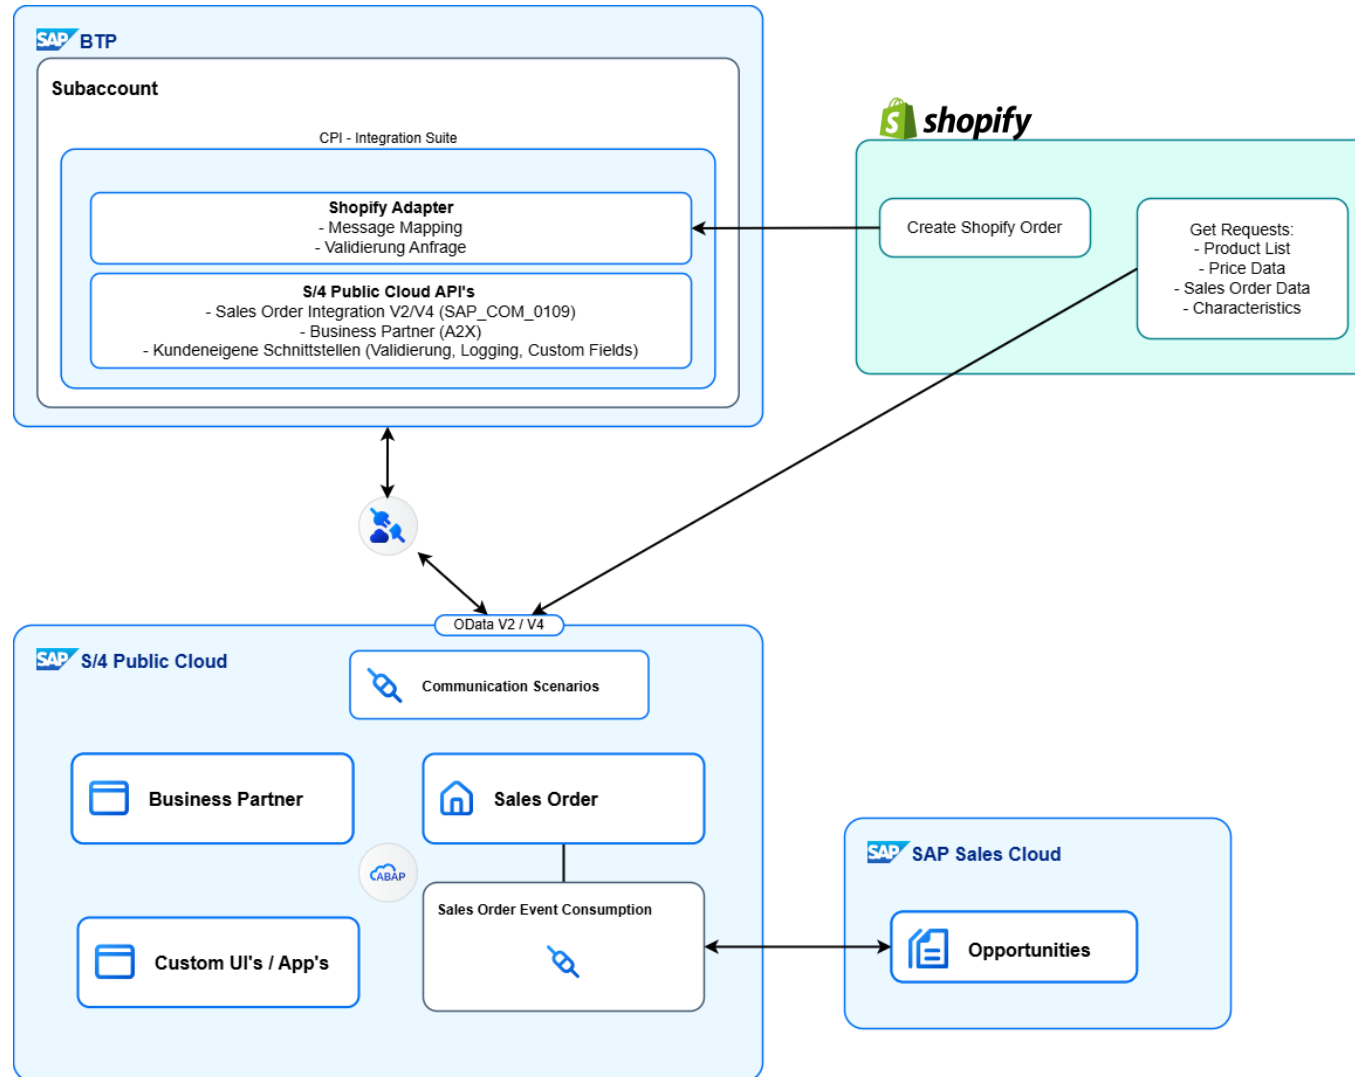 SAP BTP
Subaccount
CPI - Integration Suite
Shopify Adapter
- Message Mapping
- Validierung Anfrage
S/4 Public Cloud API's
- Sales Order Integration V2/V4 (SAP_COM_0109)
- Business Partner (A2X)
- Kundeneigene Schnittstellen (Validierung, Logging, Custom Fields)
shopify
Create Shopify Order
Get Requests:
- Product List
- Price Data
- Sales Order Data
- Characteristics
OData V2 / V4
SAP S/4 Public Cloud
Communication Scenarios
Business Partner
Sales Order
ABAP
Sales Order Event Consumption
Custom UI's / App's
SAP SAP Sales Cloud
Opportunities